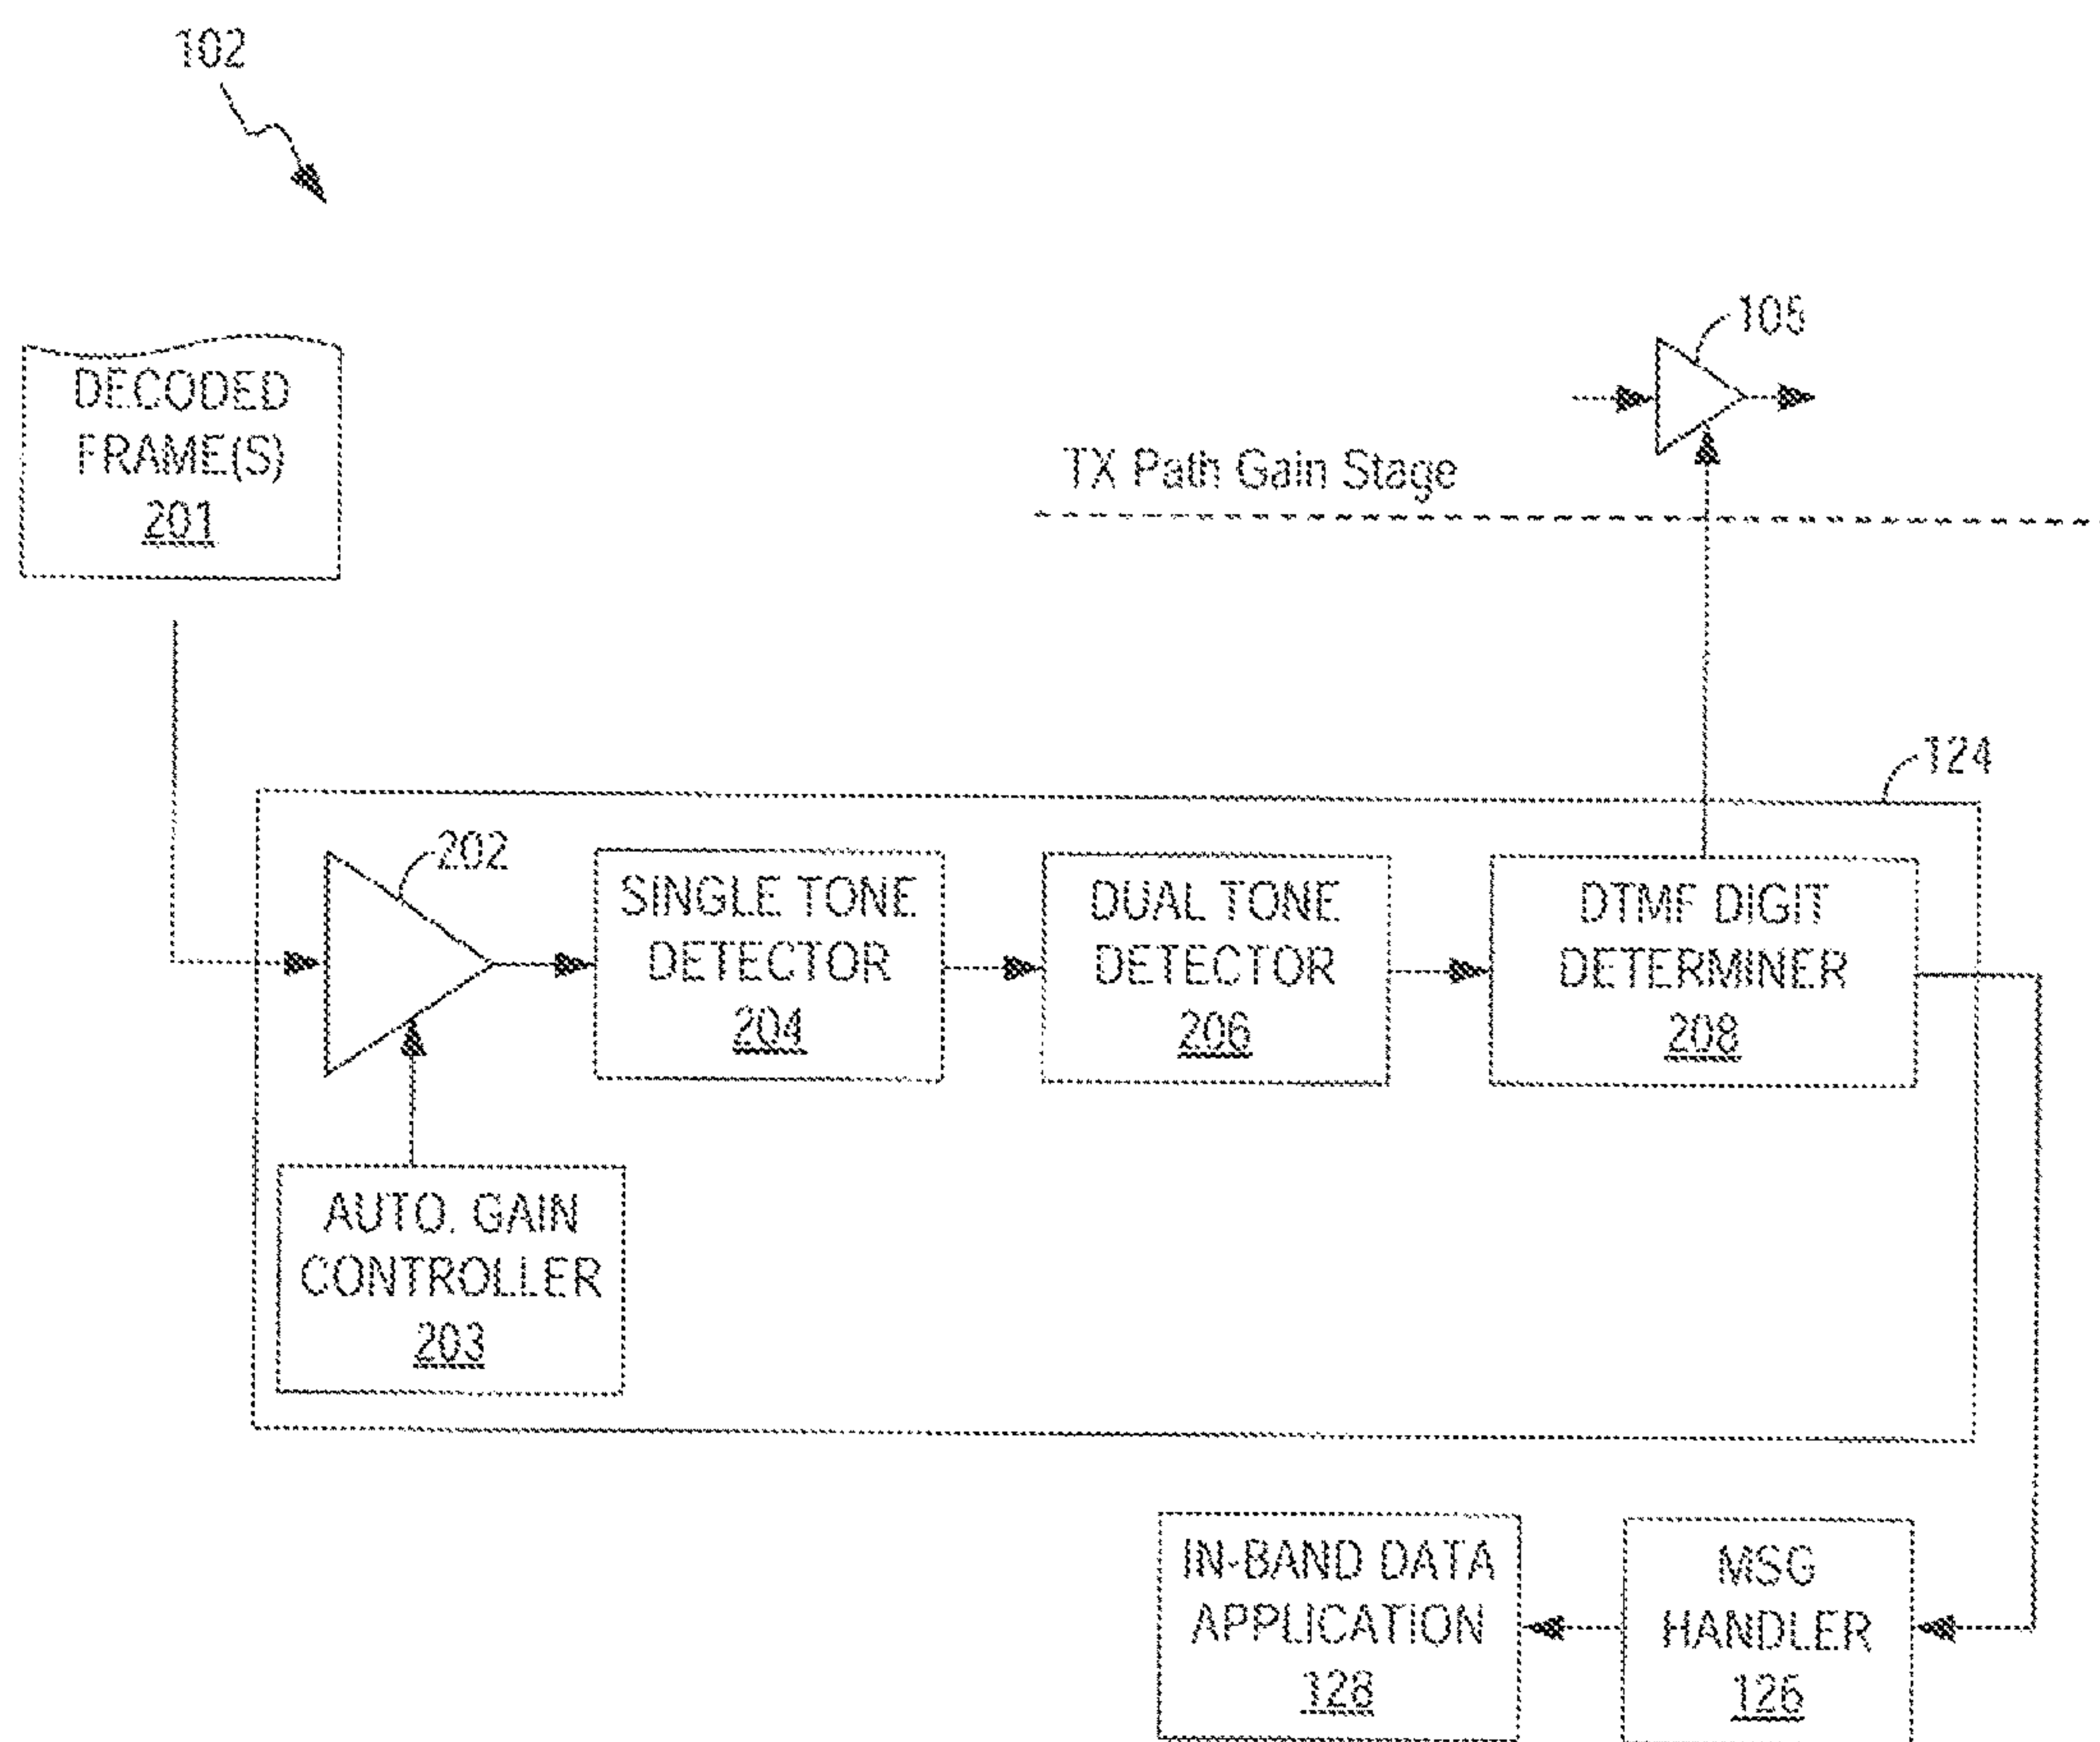 102
DECODED
FRAME(S)
201
105
TX Path Gain Stage
124
202
SINGLE TONE
DETECTOR
204
DUAL TONE
DETECTOR
206
DTMF DIGIT
DETERMINER
208
AUTO. GAIN
CONTROLLER
203
IN-BAND DATA
APPLICATION
128
MSG
HANDLER
126